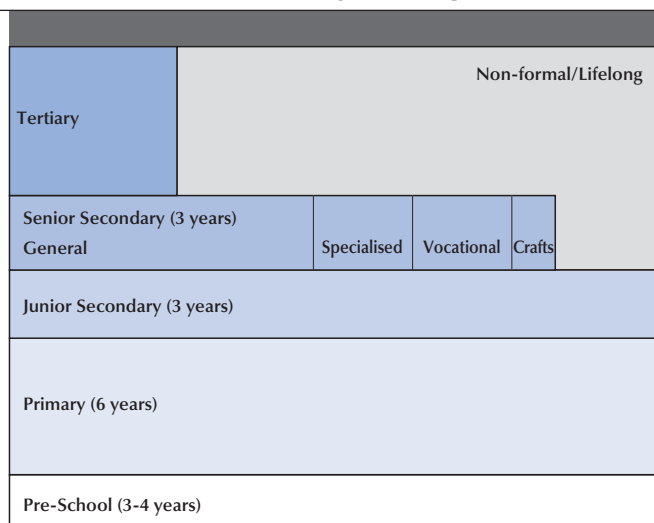 Non-formal/Lifelong
Tertiary
Senior Secondary (3 years)
General
Specialised
Vocational
Crafts
Junior Secondary (3 years)
Primary (6 years)
Pre-School (3-4 years)